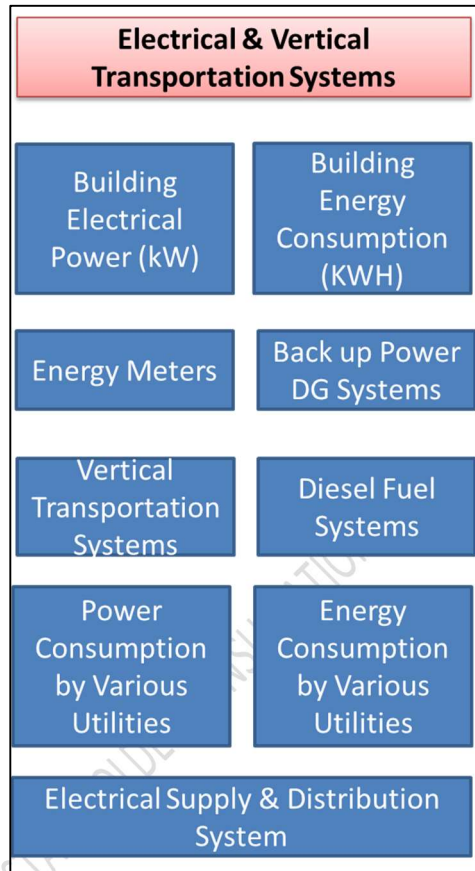 Electrical & Vertical
Transportation Systems
Building
Electrical
Power (kW)
Building
Energy
Consumption
(KWH)
Energy Meters
Back up Power
DG Systems
Vertical
Transportation
Systems
Diesel Fuel
Systems
Power
Consumption
by Various
Utilities
Energy
Consumption
by Various
Utilities
Electrical Supply & Distribution
System